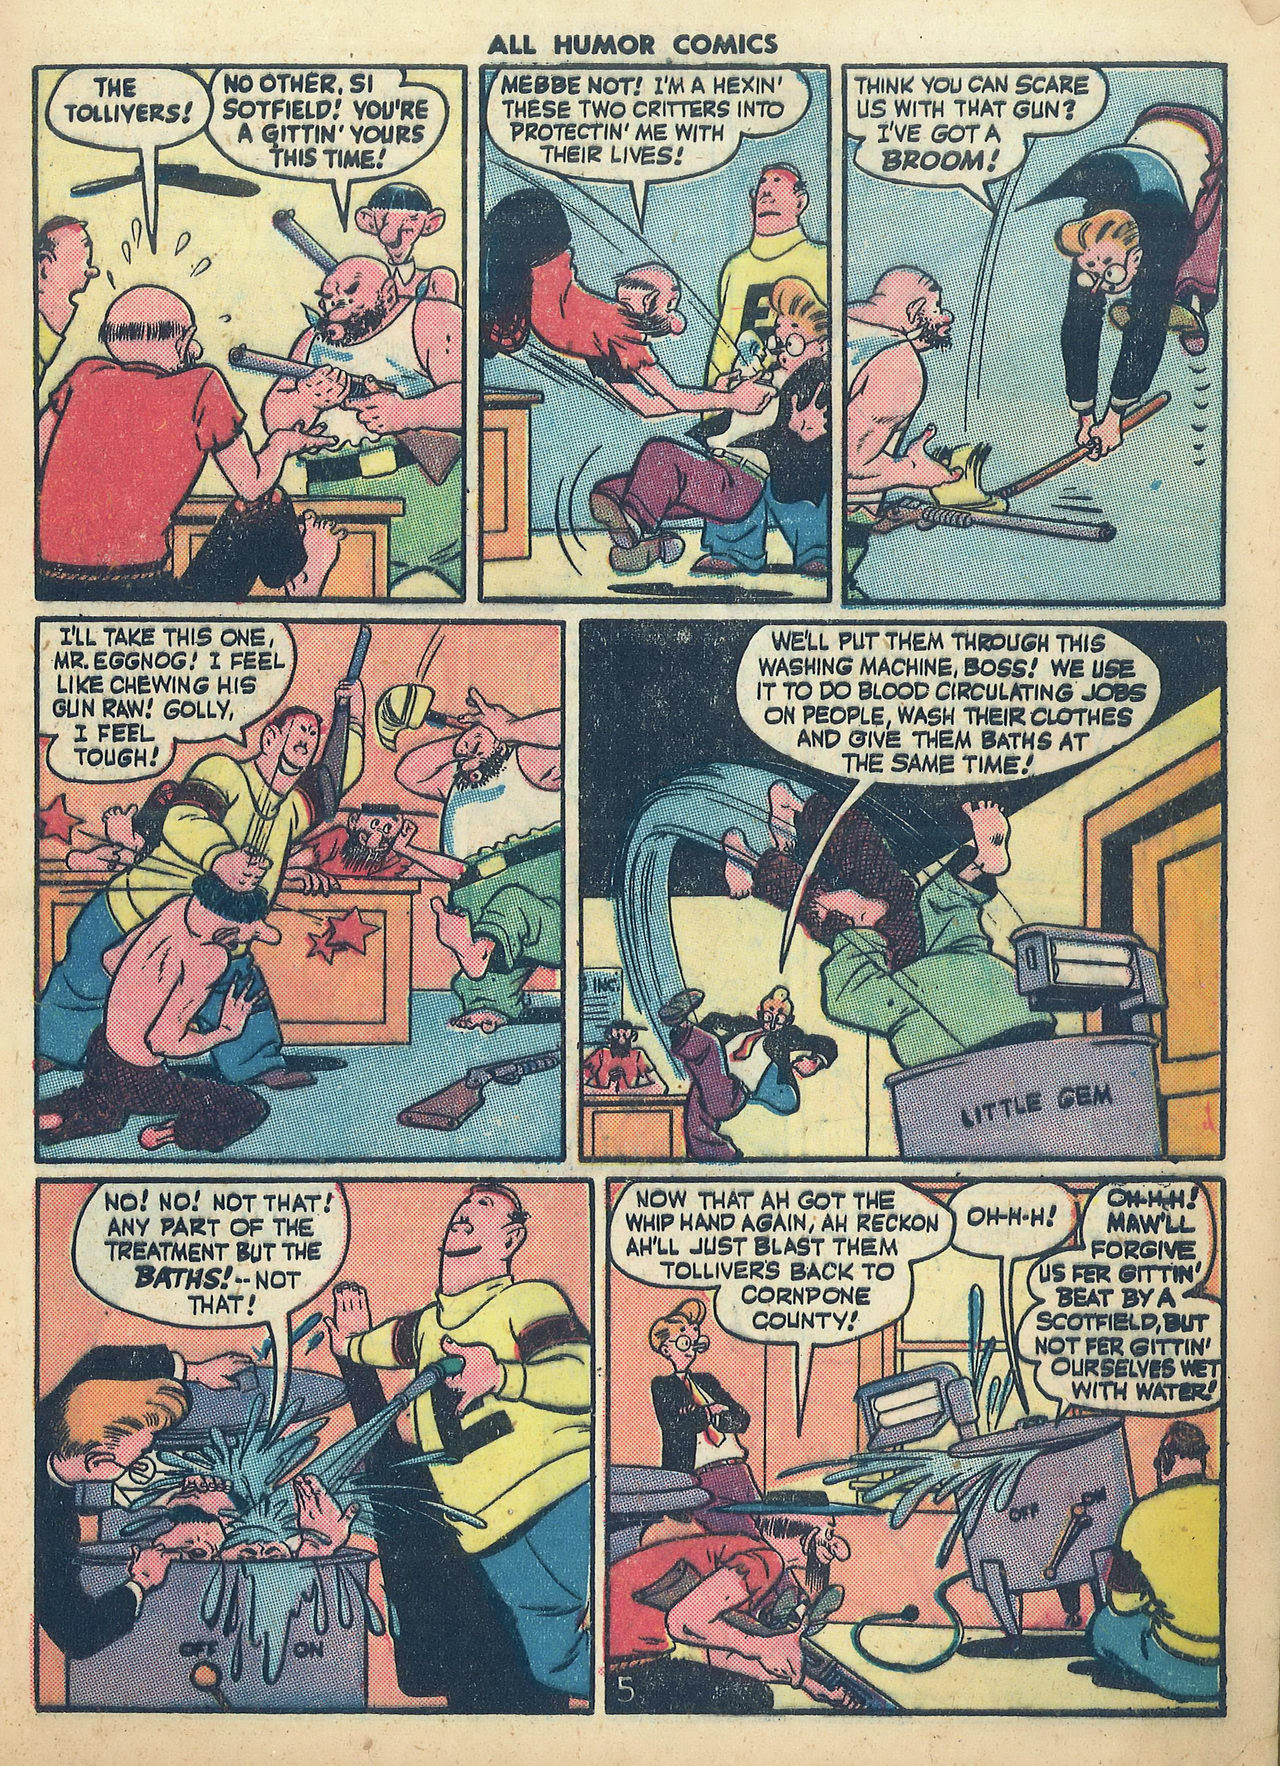 ALL HUMOR COMICS
THE
TOLLIVERS!
NO OTHER, SI
SOTFIELD! YOU'RE
A GITTIN' YOURS
THIS TIME!
MEBBE NOT! I'M A HEXIN'
THESE TWO CRITTERS INTO
PROTECTIN' ME WITH
THEIR LIVES!
E
THINK YOU CAN SCARE
US WITH THAT GUN?
I'VE GOT A
BROOM!
I'LL TAKE THIS ONE,
MR. EGGNOG! I FEEL
LIKE CHEWING HIS
GUN RAW! GOLLY,
I FEEL
TOUGH!
WE'LL PUT THEM THROUGH THIS
WASHING MACHINE, BOSS! WE USE
IT TO DO BLOOD CIRCULATING JOBS
ON PEOPLE, WASH THEIR CLOTHES
AND GIVE THEM BATHS AT
THE SAME TIME!
INC.
LITTLE GEM
NO! NO! NOT THAT!
ANY PART OF THE
TREATMENT BUT THE
BATHS!--NOT
THAT!
OFF
ON
NOW THAT AH GOT THE
WHIP HAND AGAIN, AH RECKON
AH'LL JUST BLAST THEM
TOLLIVERS BACK TO
CORNPONE
COUNTY!
OH-H-H!
OH-H-H!
MAW'LL
FORGIVE
US FER GITTIN'
BEAT BY A
SCOTFIELD, BUT
NOT FER GITTIN'
OURSELVES WET
WITH WATER!
OFF
ON
5